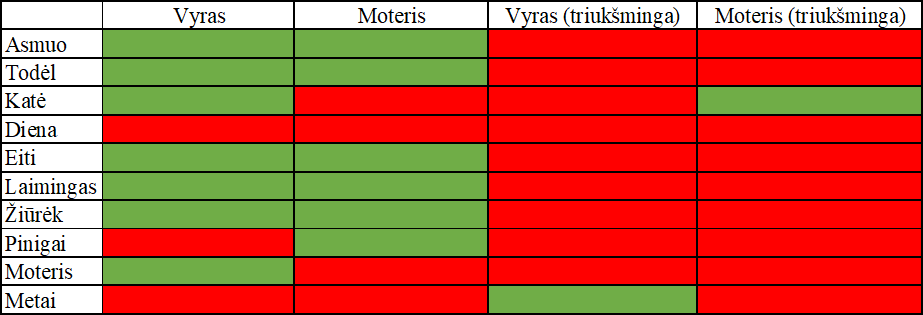 Vyras Moteris Vyras (triukšminga) Moteris (triukšminga)
Asmuo
Todėl
Katė
Diena
Eiti
Laimingas
Žiūrėk
Pinigai
Moteris
Metai